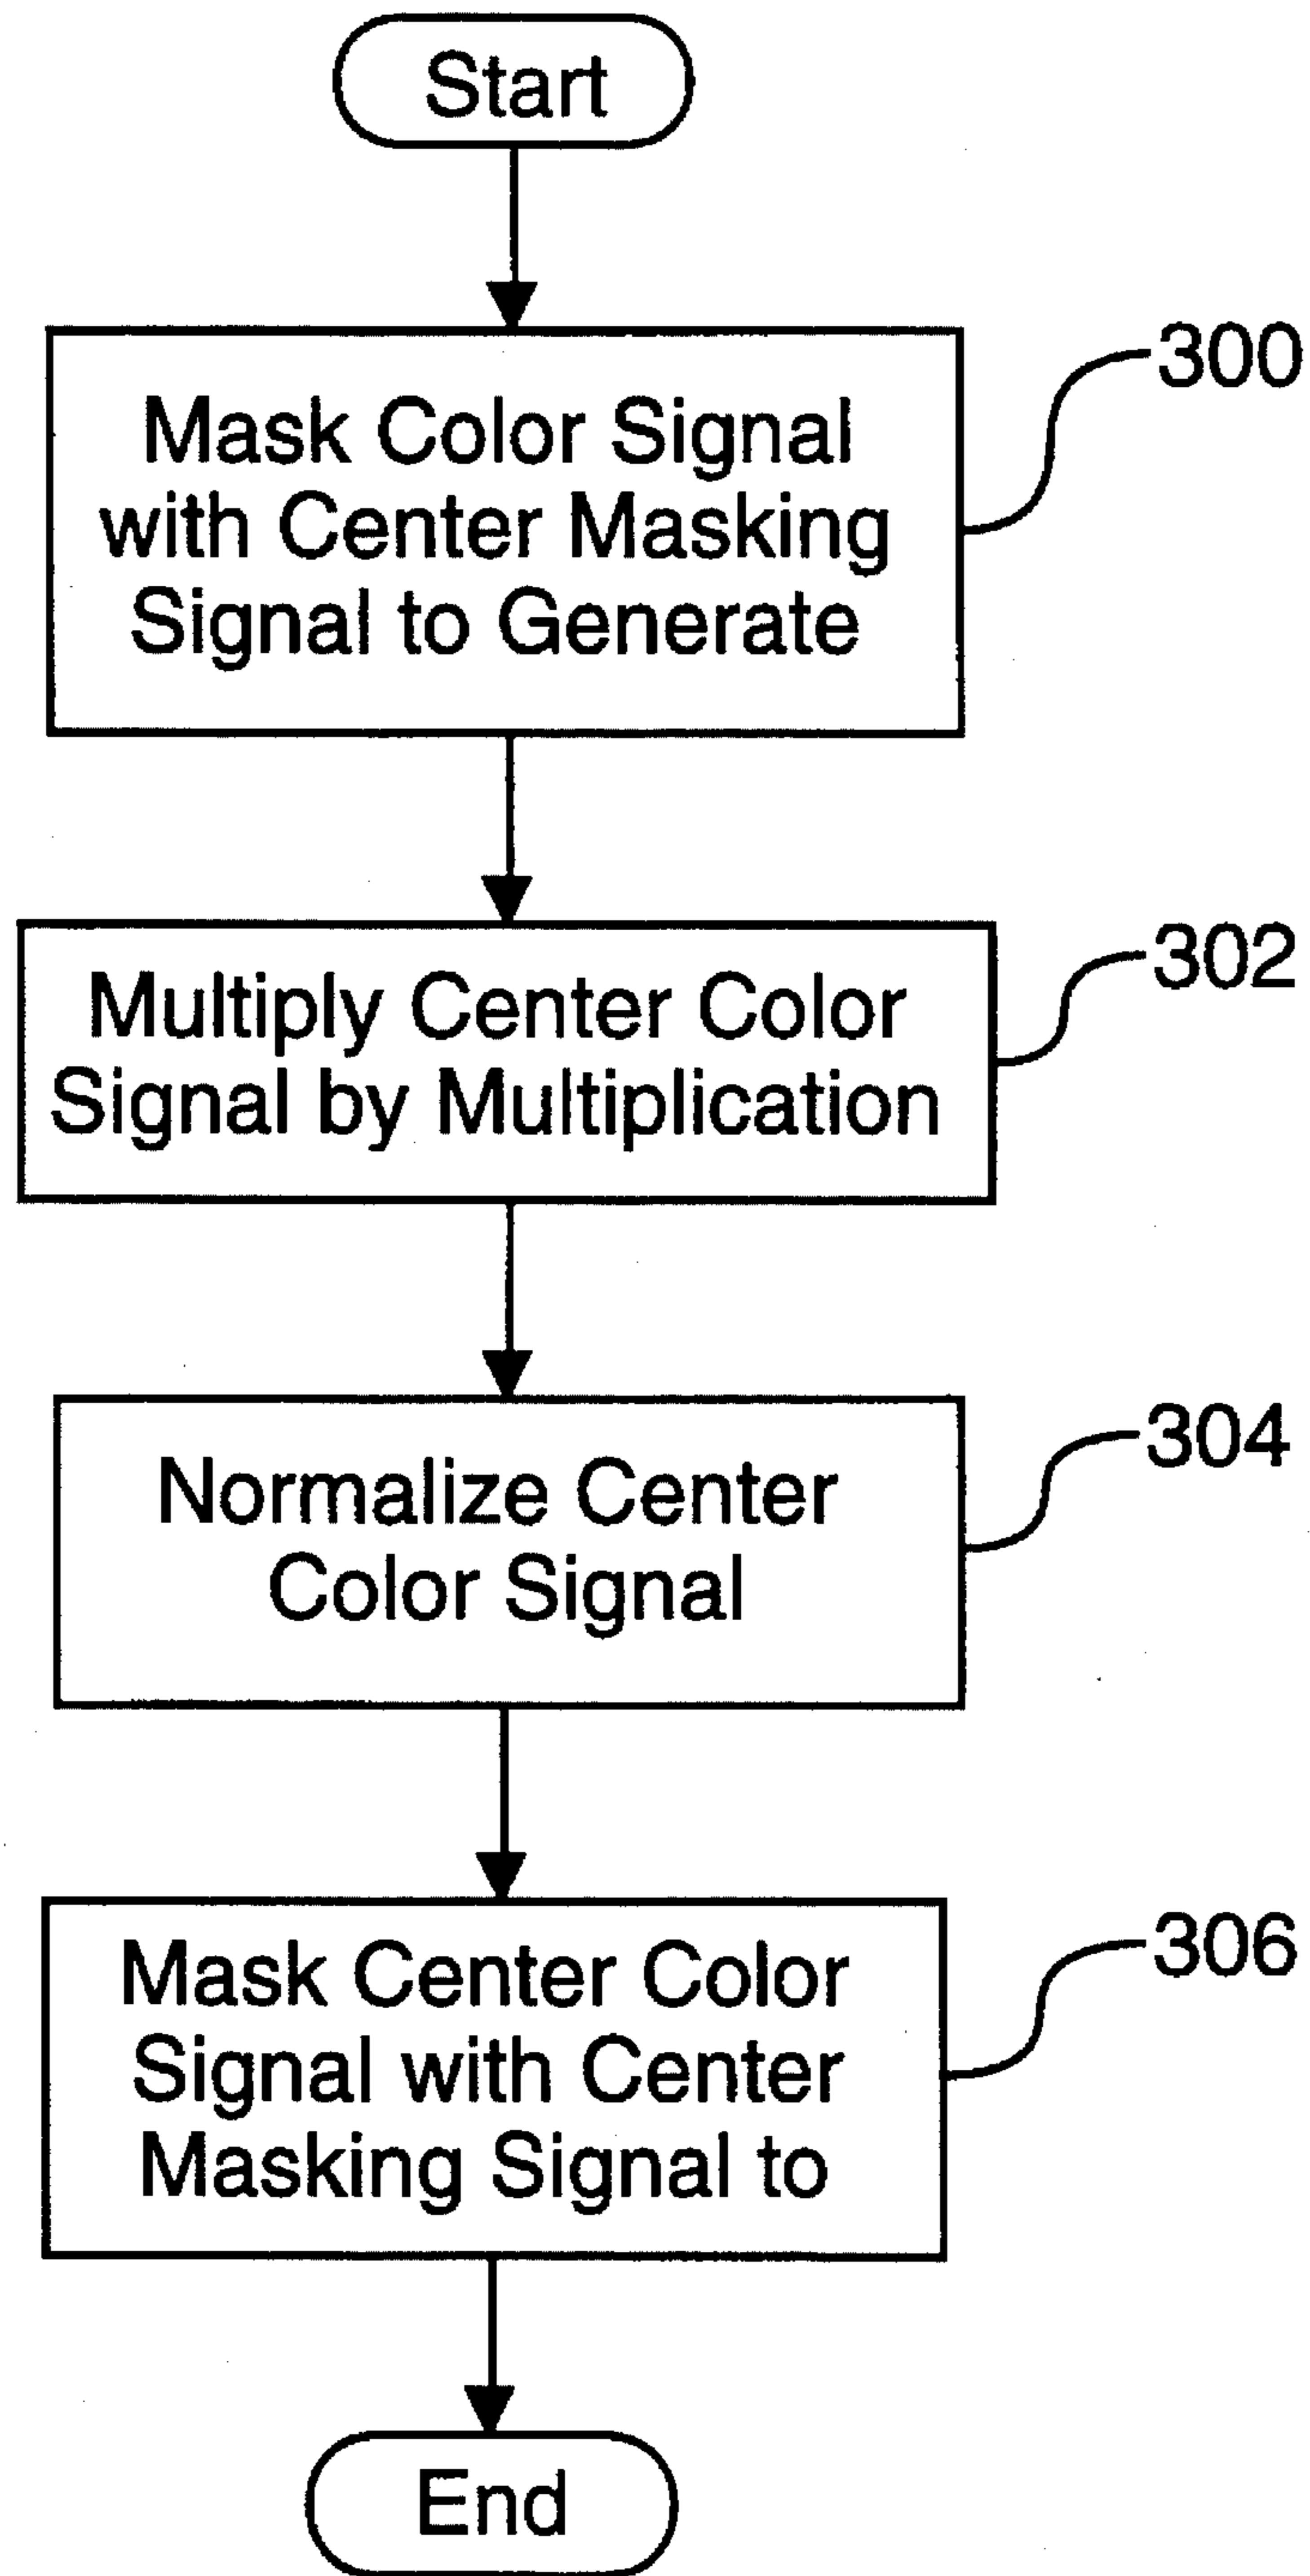 Start
300
Mask Color Signal
with Center Masking
Signal to Generate
302
Multiply Center Color
Signal by Multiplication
304
Normalize Center
Color Signal
306
Mask Center Color
Signal with Center
Masking Signal to
End